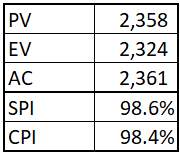 PV 2,358
EV 2,324
AC 2,361
SPI 98.6%
CPI 98.4%